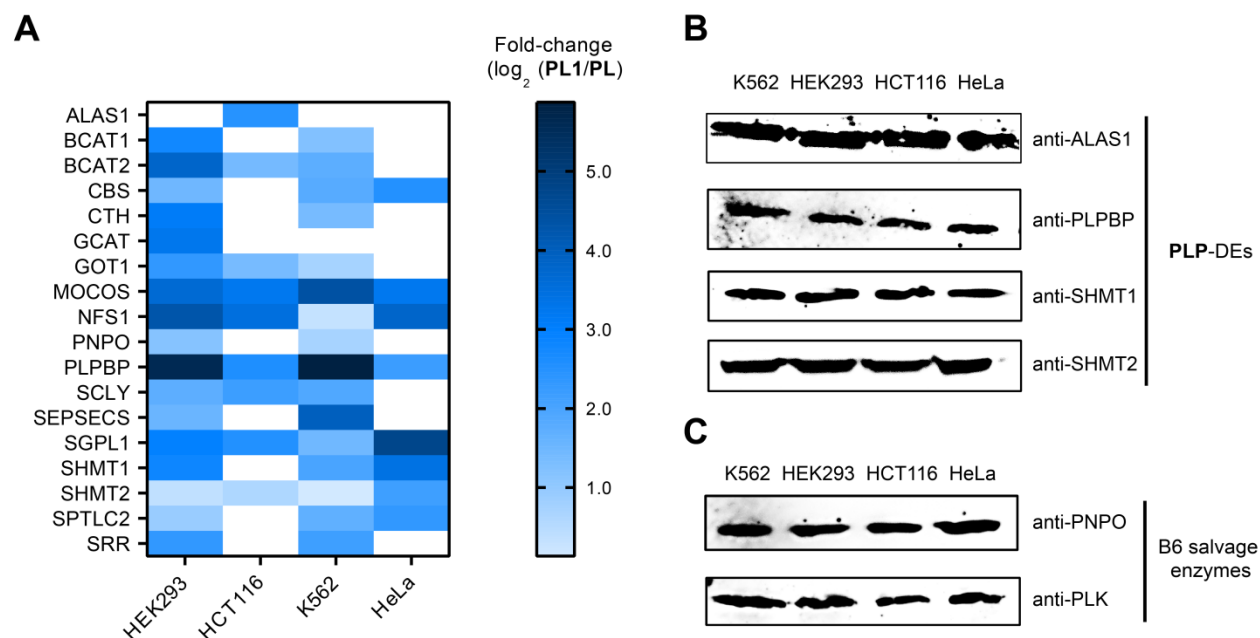 A
Fold-change
(log2 (PL1/PL)
ALAS1
BCAT1
BCAT2
CBS
CTH
GCAT
GOT1
MOCOS
NFS1
PNPO
PLPBP
SCLY
SEPSECS
SGPL1
SHMT1
SHMT2
SPTLC2
SRR
HEK293
HCT116
K562
HeLa
5.0
4.0
3.0
2.0
1.0
B
K562 HEK293 HCT116 HeLa
anti-ALAS1
anti-PLPBP
anti-SHMT1
anti-SHMT2
PLP-DEs
C
K562 HEK293 HCT116 HeLa
anti-PNPO
anti-PLK
B6 salvage
enzymes